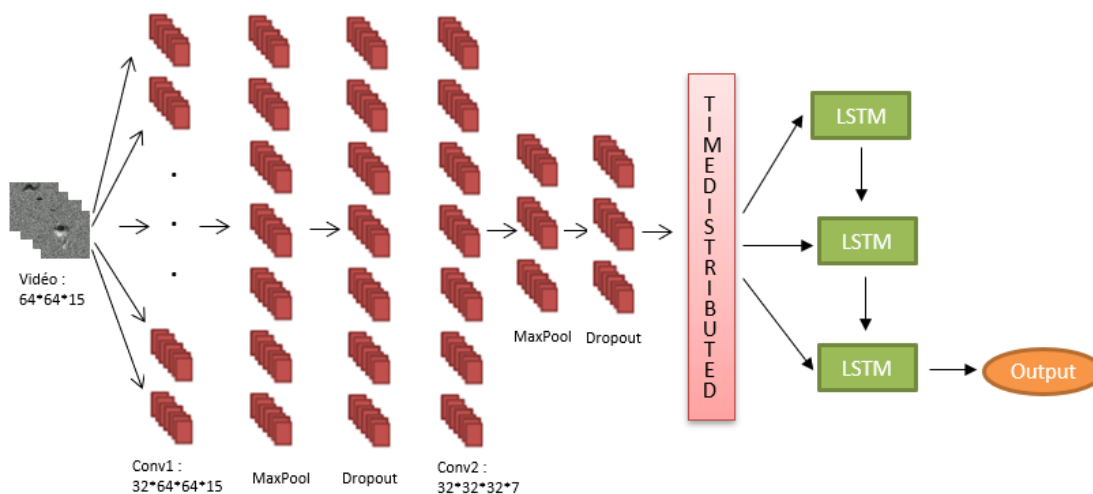 Vidéo :
64*64*15
Conv1 :
32*64*64*15
MaxPool
Dropout
Conv2 :
32*32*32*7
MaxPool
Dropout
TIMEDISTRIBUTED
LSTM
LSTM
LSTM
Output